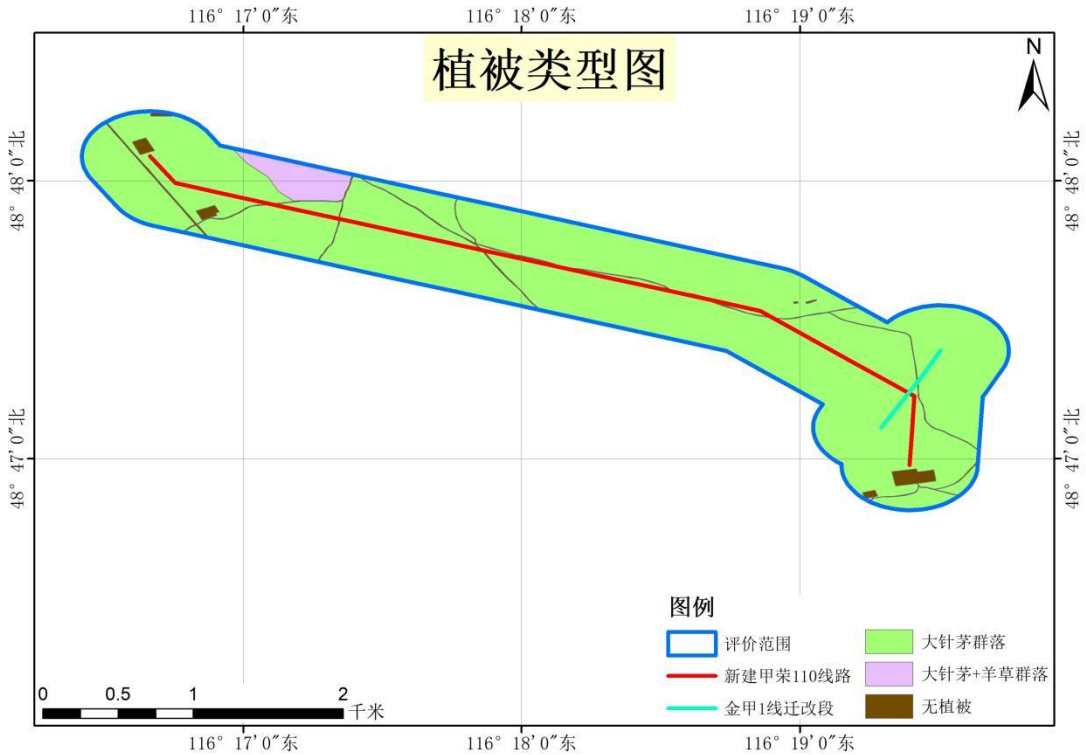 116° 17′0″东
116° 18′0″东
116° 19′0″东
植被类型图
N
48° 48′0″北
48° 48′0″北
48° 47′0″北
48° 47′0″北
图例
评价范围
大针茅群落
新建甲荣110线路
大针茅+羊草群落
金甲1线迁改段
无植被
0 0.5 1 2
千米
116° 17′0″东
116° 18′0″东
116° 19′0″东